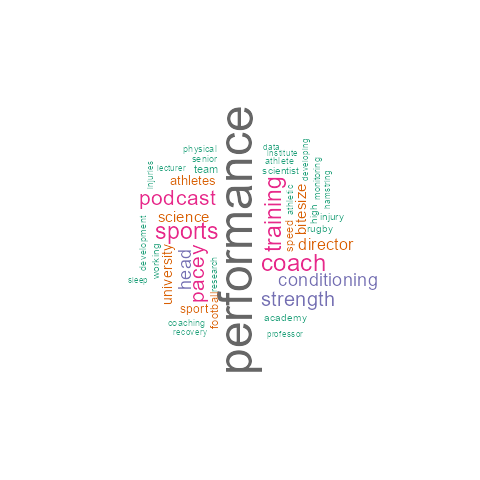 performance
physical
senior
team
lecturer
injuries
athletes
podcast
science
sports
development
working
sleep
university
head
pacey
research
sport
football
coaching
recovery
data
institute
athlete
scientist
developing
monitoring
hamstring
athletic
training
bitesize
high
injury
rugby
speed
director
coach
conditioning
strength
academy
professor